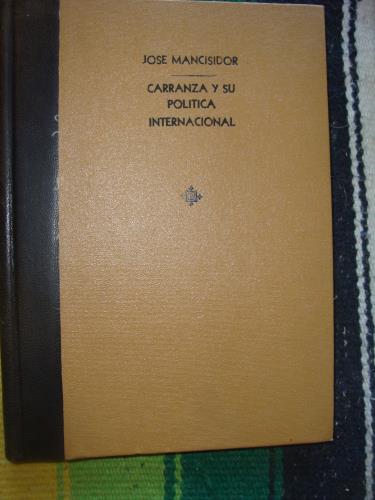 JOSE MANCISIDOR
CARRANZA Y SU
POLITICA
INTERNACIONAL